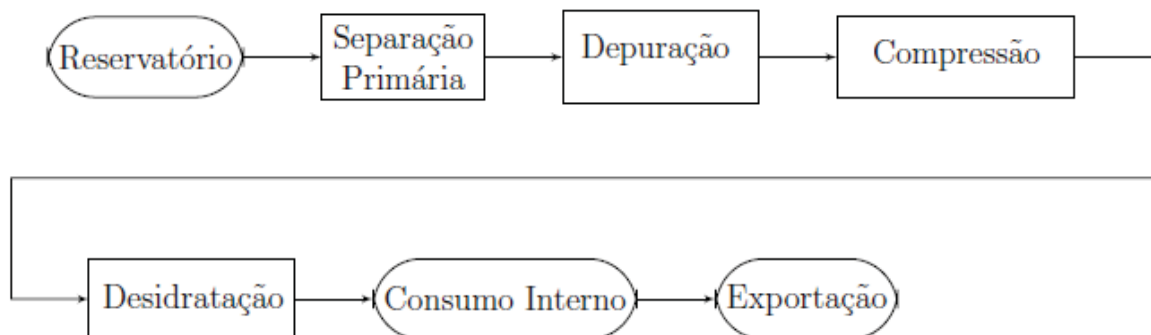 Reservatório
Separação
Primária
Depuração
Compressão
Desidratação
Consumo Interno
Exportação